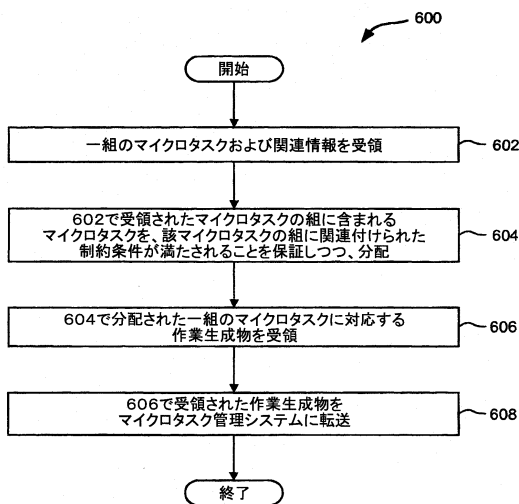 600
開始
一組のマイクロタスクおよび関連情報を受領
602
602で受領されたマイクロタスクの組に含まれる
マイクロタスクを、該マイクロタスクの組に関連付けられた
制約条件が満たされることを保証しつつ、分配
604
604で分配された一組のマイクロタスクに対応する
作業生成物を受領
606
606で受領された作業生成物を
マイクロタスク管理システムに転送
608
終了